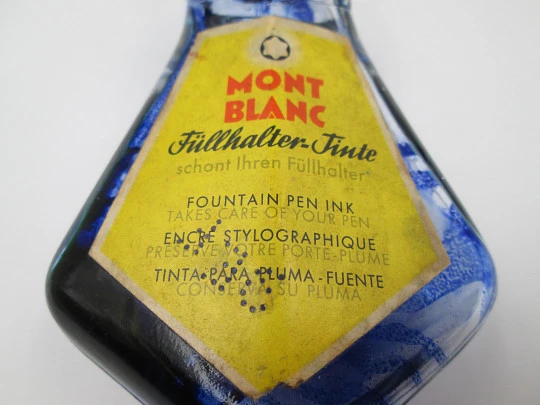 MONT
BLANC
Füllhalter-Tinte
schont Ihren Füllhalter
FOUNTAIN PEN INK
TAKES CARE OF YOUR PEN
ENCRE STYLOGRAPHIQUE
PRÉSERVE VOTRE PORTE-PLUME
TINTA PARA PLUMA-FUENTE
CONSERVA SU PLUMA